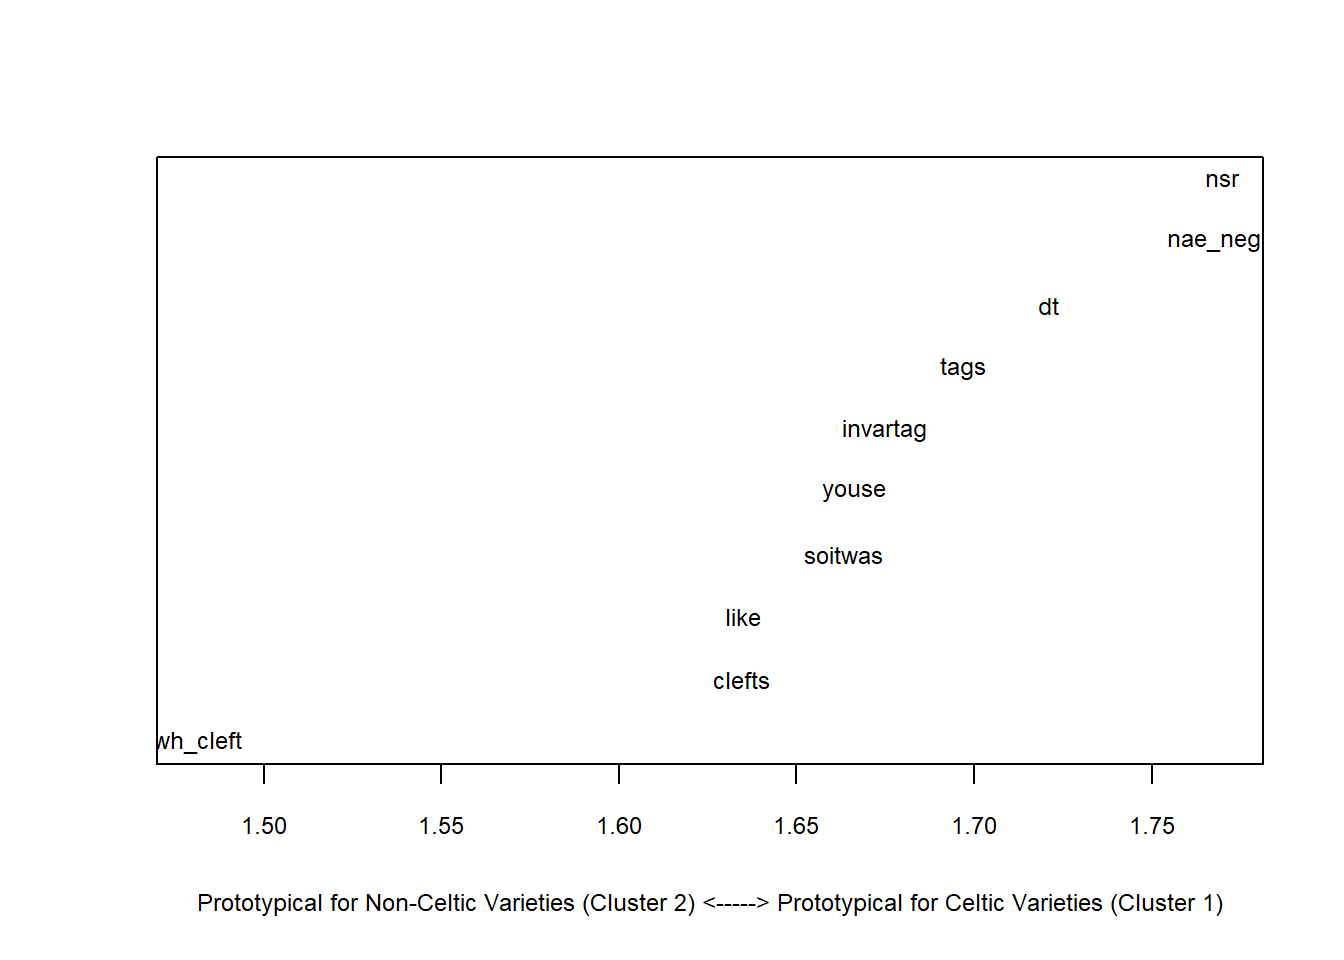 nsr
nae_neg
dt
tags
invartag
youse
soitwas
like
clefts
wh_cleft
1.50 1.55 1.60 1.65 1.70 1.75
Prototypical for Non-Celtic Varieties (Cluster 2) <-----> Prototypical for Celtic Varieties (Cluster 1)